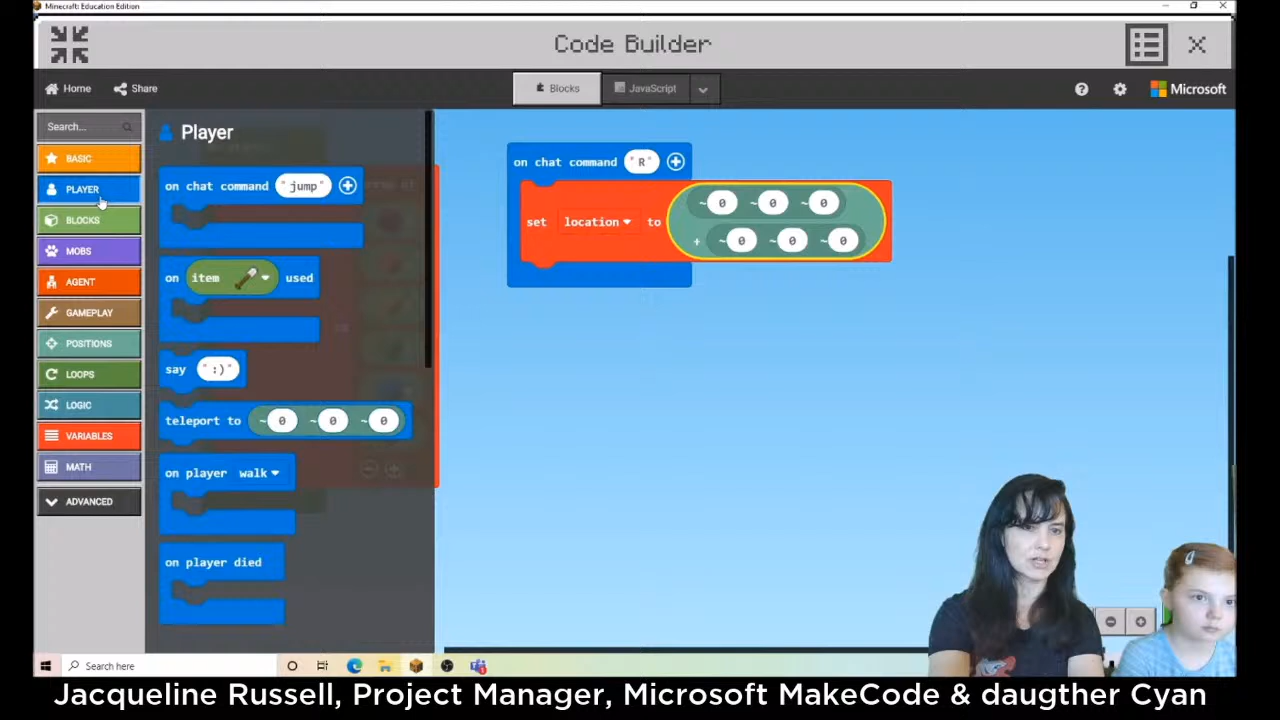 Minecraft: Education Edition
Code Builder
Home Share Blocks JavaScript ? Microsoft
Search...
BASIC
PLAYER
BLOCKS
MOBS
AGENT
GAMEPLAY
POSITIONS
LOOPS
LOGIC
VARIABLES
MATH
ADVANCED
Player
on chat command "jump" +
on item used
say ":)"
teleport to ~0 ~0 ~0
on player walk
on player died
on chat command "R" +
set location to ~0 ~0 ~0
+ ~0 ~0 ~0
Search here
Jacqueline Russell, Project Manager, Microsoft MakeCode & daugther Cyan